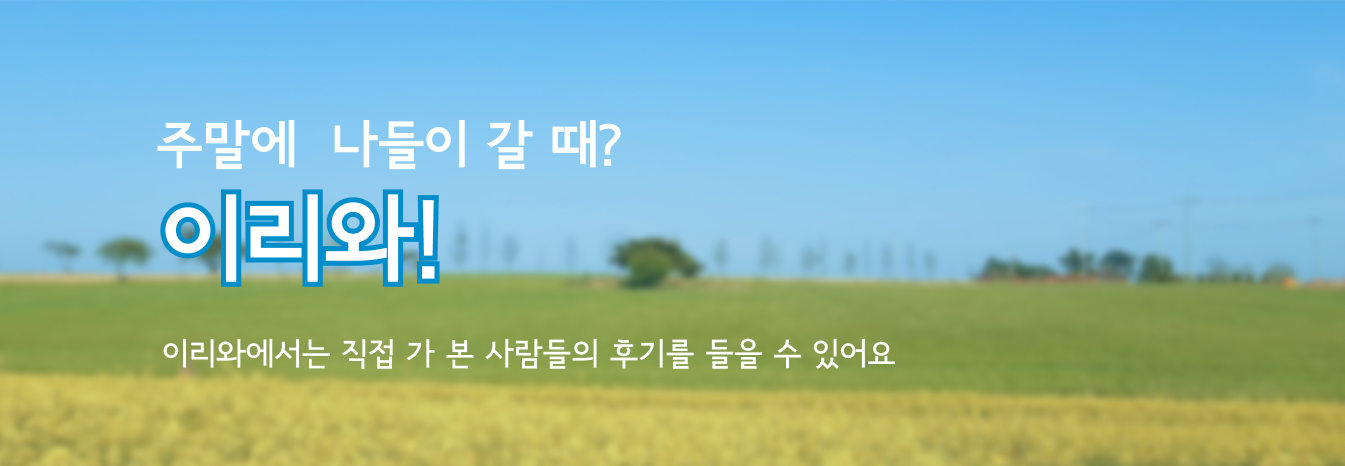 주말에 나들이 갈 때?
이리와!
이리와에서는 직접 가 본 사람들의 후기를 들을 수 있어요